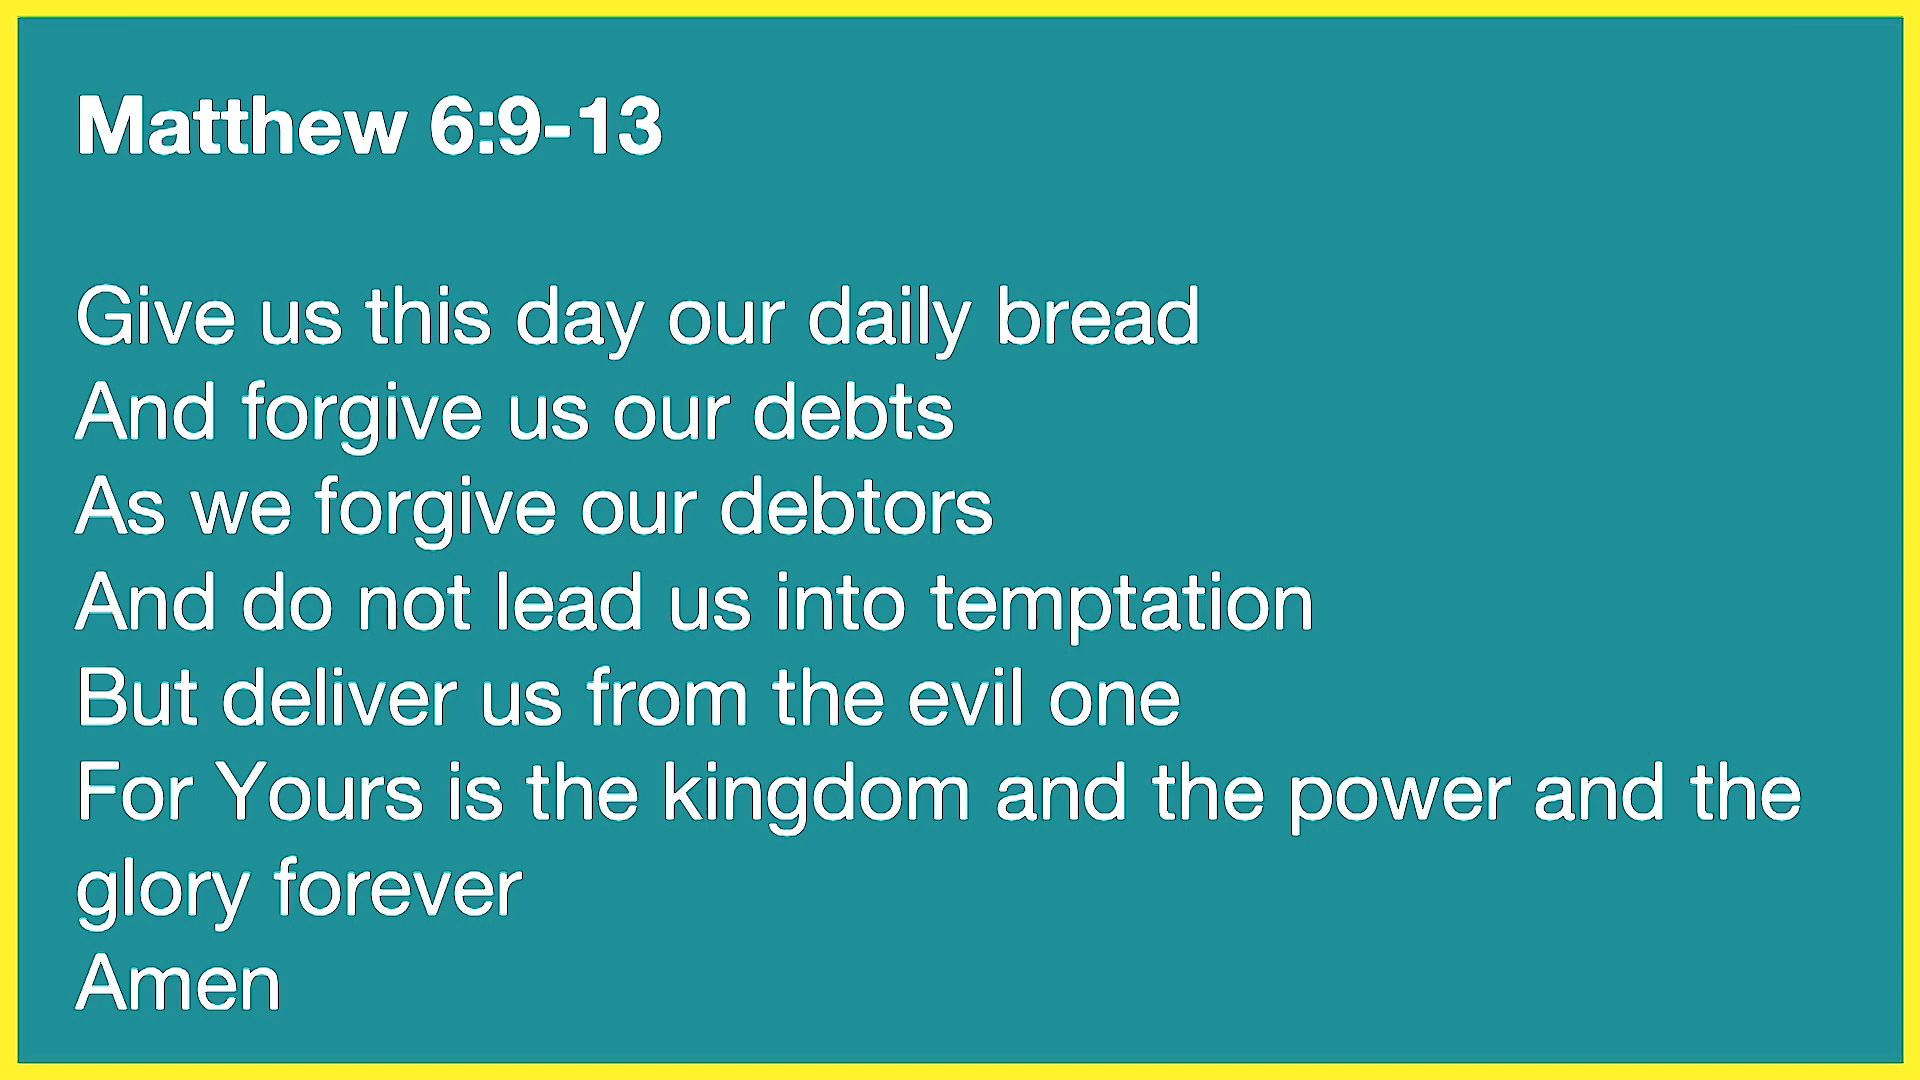 Matthew 6:9-13
Give us this day our daily bread
And forgive us our debts
As we forgive our debtors
And do not lead us into temptation
But deliver us from the evil one
For Yours is the kingdom and the power and the
glory forever
Amen